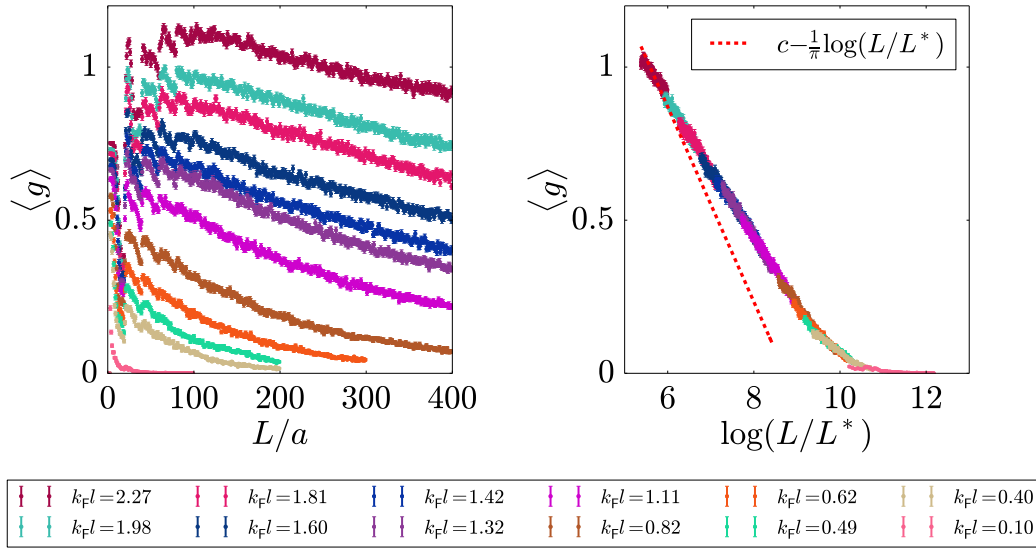 1
0.5
0
⟨g⟩
0 100 200 300 400
L/a
c−1/π log(L/L*)
1
0.5
0
⟨g⟩
6 8 10 12
log(L/L*)
k_F l=2.27 k_F l=1.81 k_F l=1.42 k_F l=1.11 k_F l=0.62 k_F l=0.40
k_F l=1.98 k_F l=1.60 k_F l=1.32 k_F l=0.82 k_F l=0.49 k_F l=0.10